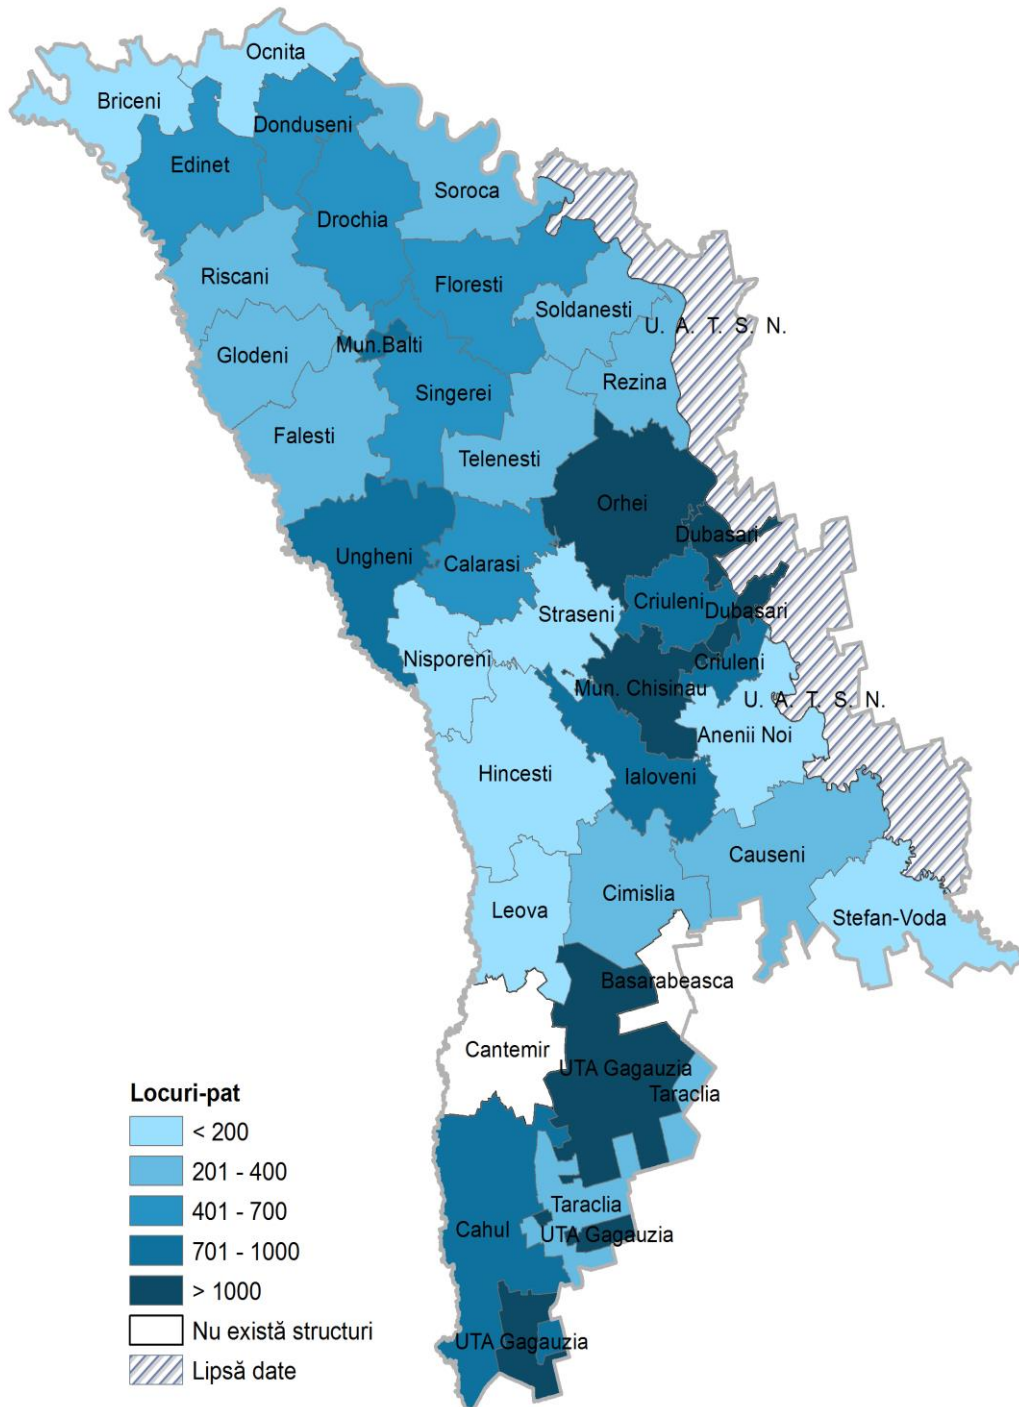 Ocnita
Briceni
Donduseni
Edinet
Soroca
Drochia
Riscani
Floresti
Soldanesti
U. A. T. S. N.
Mun.Balti
Glodeni
Rezina
Singerei
Falesti
Telenesti
Orhei
Dubasari
Ungheni
Calarasi
Criuleni
Straseni
Dubasari
Nisporeni
Criuleni
Mun. Chisinau
U. A. T. S. N.
Anenii Noi
Hincesti
Ialoveni
Causeni
Cimislia
Leova
Stefan-Voda
Basarabeasca
Cantemir
UTA Gagauzia
Taraclia
Taraclia
Cahul
UTA Gagauzia
UTA Gagauzia
Locuri-pat
< 200
201 - 400
401 - 700
701 - 1000
> 1000
Nu există structuri
Lipsă date